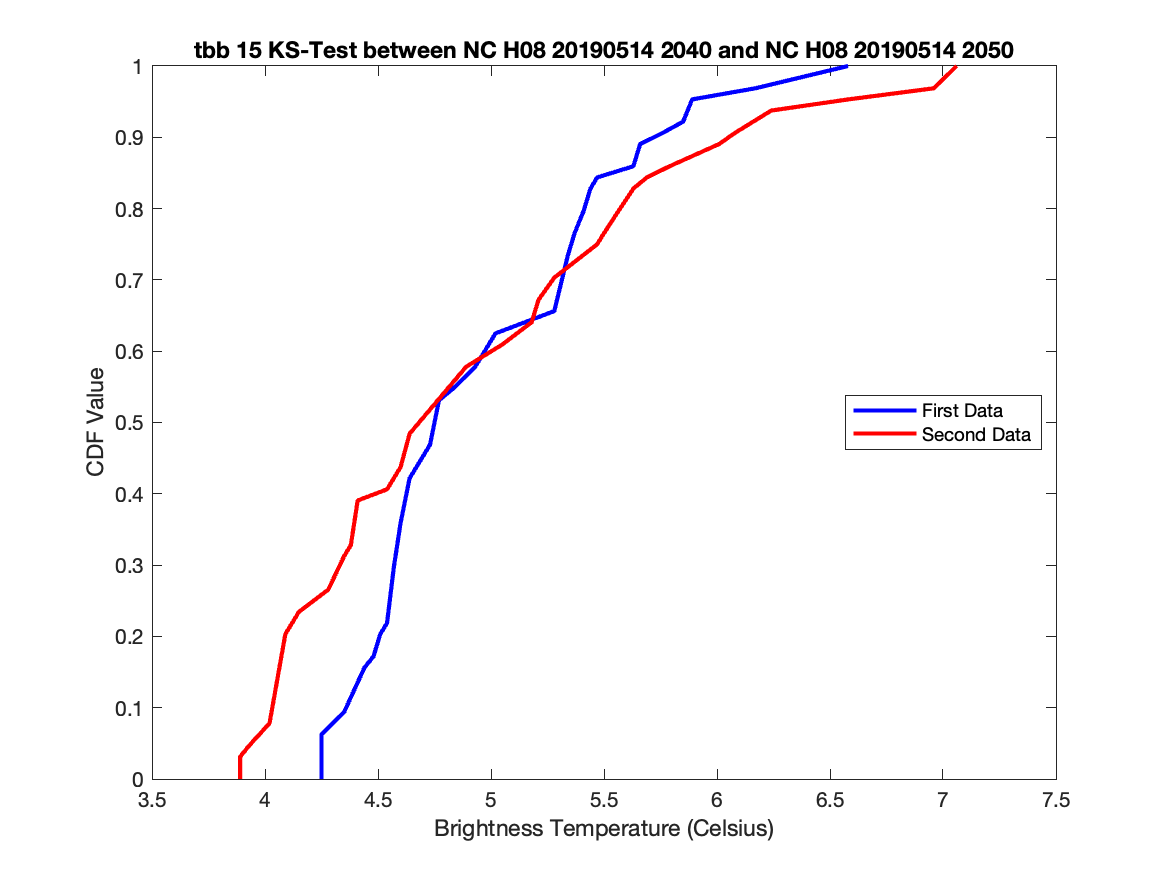 tbb 15 KS-Test between NC H08 20190514 2040 and NC H08 20190514 2050
1
0.9
0.8
0.7
0.6
0.5
0.4
0.3
0.2
0.1
0
CDF Value
First Data
Second Data
3.5 4 4.5 5 5.5 6 6.5 7 7.5
Brightness Temperature (Celsius)